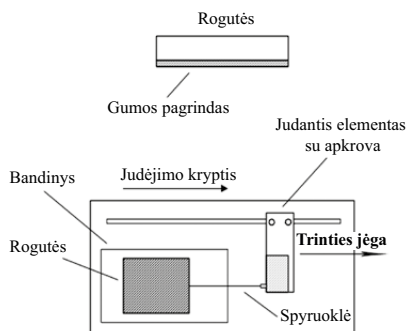 Rogutės
Gumos pagrindas
Judantis elementas
su apkrova
Judėjimo kryptis
Bandinys
Trinties jėga
Rogutės
Spyruoklė